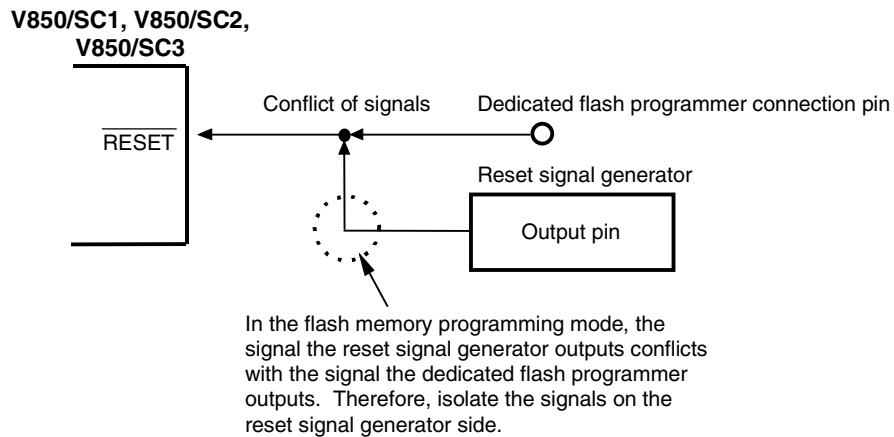 V850/SC1, V850/SC2,
V850/SC3
Conflict of signals
Dedicated flash programmer connection pin
RESET
Reset signal generator
Output pin
In the flash memory programming mode, the
signal the reset signal generator outputs conflicts
with the signal the dedicated flash programmer
outputs.  Therefore, isolate the signals on the
reset signal generator side.